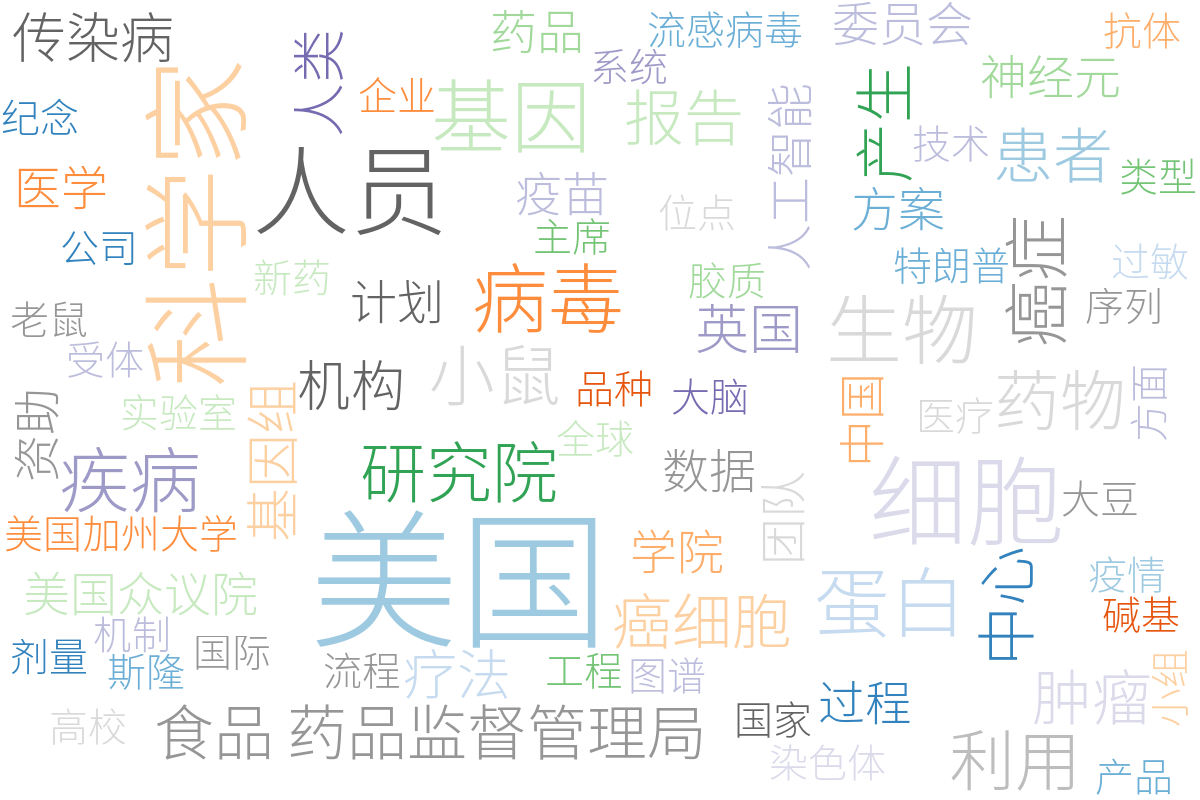 传染病
人类
药品
流感病毒
委员会
抗体
纪念
科学家
企业
基因
系统
报告
人工智能
产生
神经元
技术
患者
类型
医学
人员
疫苗
位点
方案
公司
主席
特朗普
癌症
过敏
新药
计划
病毒
胶质
英国
生物
序列
老鼠
受体
机构
小鼠
品种
大脑
中国
医疗
药物
方面
资助
实验室
基因组
全球
疾病
研究院
数据
团队
细胞
大豆
美国加州大学
美国
学院
中心
疫情
美国众议院
癌细胞
蛋白
碱基
机制
剂量
斯隆
国际
流程
疗法
工程
图谱
过程
肿瘤
小组
高校
食品 药品监督管理局
国家
染色体
利用
产品